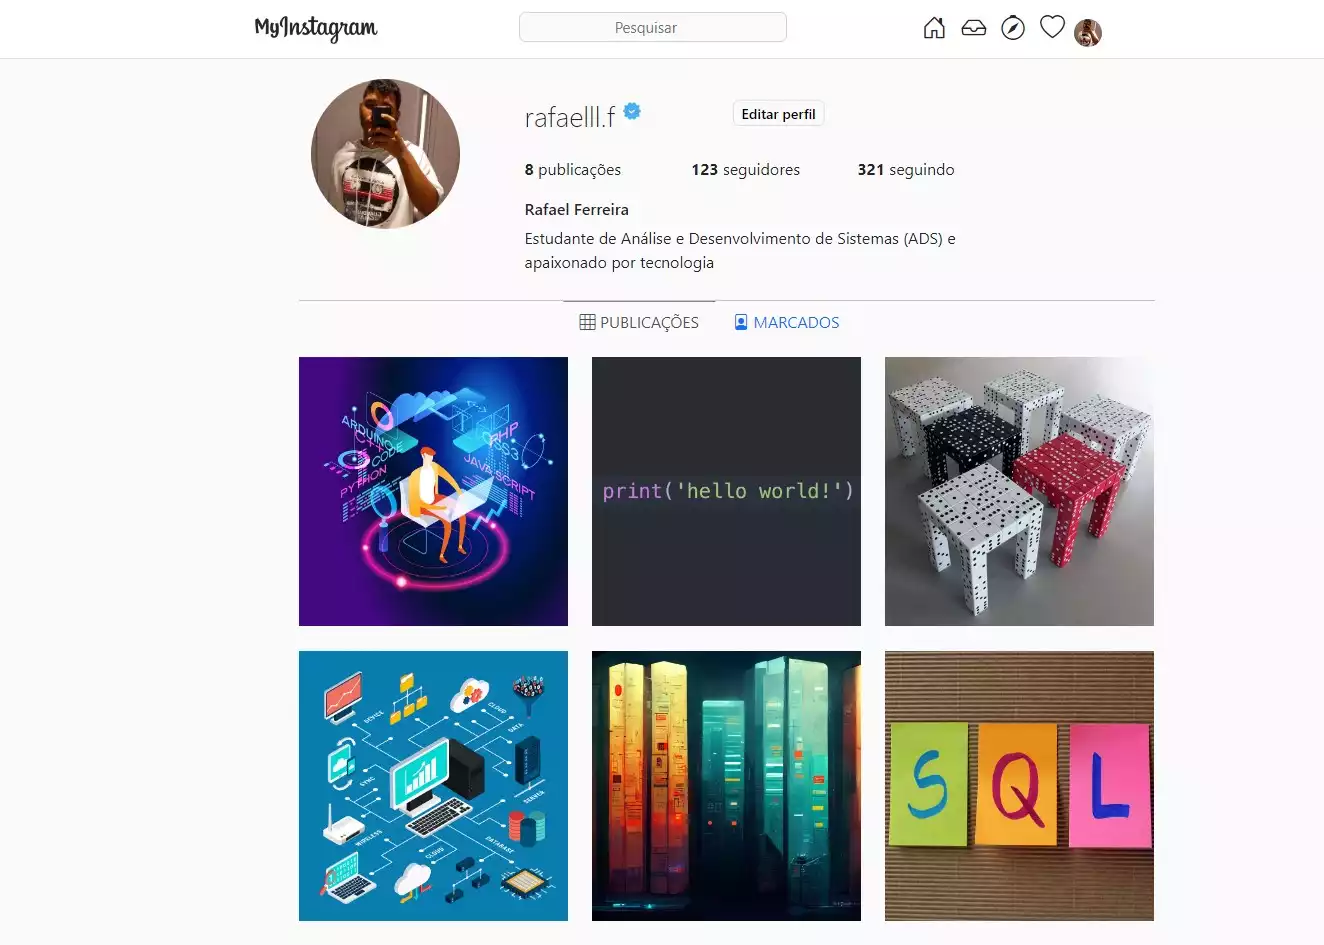 MyInstagram
Pesquisar
rafaelll.f
Editar perfil
8 publicações
123 seguidores
321 seguindo
Rafael Ferreira
Estudante de Análise e Desenvolvimento de Sistemas (ADS) e
apaixonado por tecnologia
PUBLICAÇÕES
MARCADOS
ARDUINO
C++
CODE
PYTHON
PHP
CSS3
JAVA SCRIPT
print('hello world!')
DEVICE
CLOUD
DATA
SYNC
SERVER
WIRELESS
CLOUD
DATABASE
S Q L